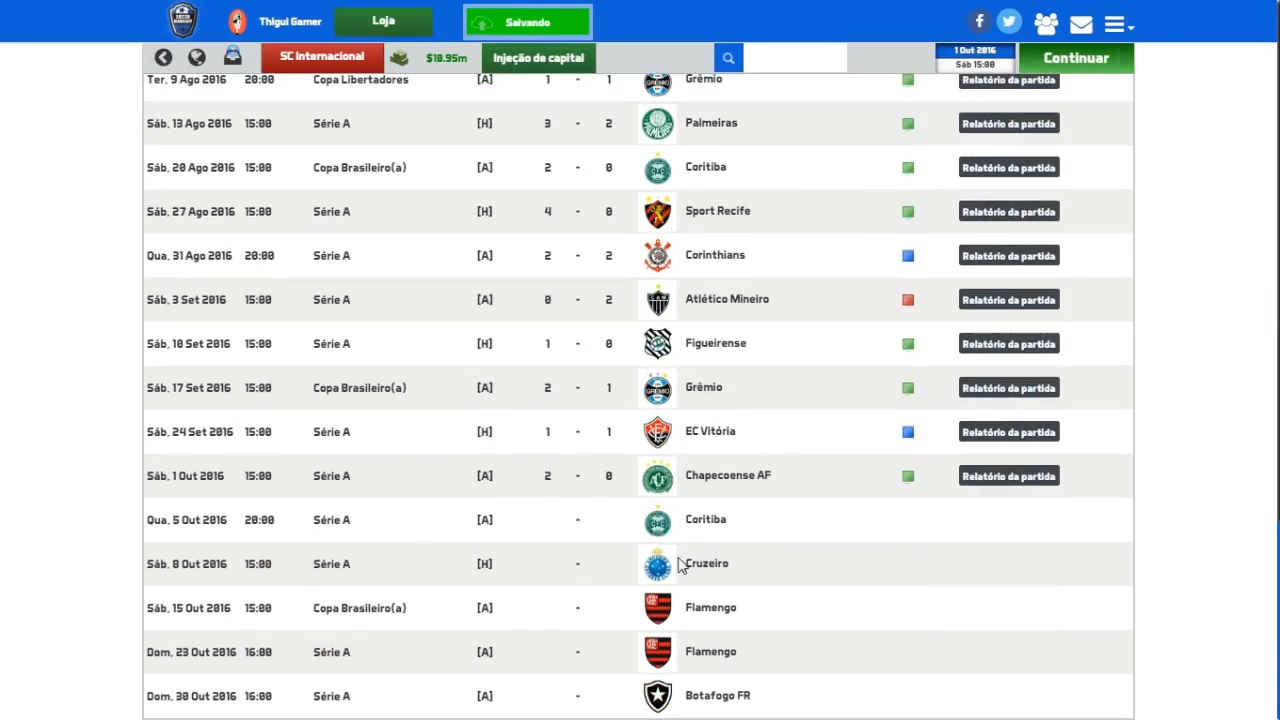 SOCCER MANAGER
Thigul Gamer
Loja
Salvando
SC Internacional
$10.95m
Injeção de capital
1 Out 2016
Sáb 15:00
Continuar
Ter, 9 Ago 2016 20:00 Copa Libertadores [A] 1 - 1 Grêmio Relatório da partida
Sáb, 13 Ago 2016 15:00 Série A [H] 3 - 2 Palmeiras Relatório da partida
Sáb, 20 Ago 2016 15:00 Copa Brasileiro(a) [A] 2 - 0 Coritiba Relatório da partida
Sáb, 27 Ago 2016 15:00 Série A [H] 4 - 0 Sport Recife Relatório da partida
Qua, 31 Ago 2016 20:00 Série A [A] 2 - 2 Corinthians Relatório da partida
Sáb, 3 Set 2016 15:00 Série A [A] 0 - 2 Atlético Mineiro Relatório da partida
Sáb, 10 Set 2016 15:00 Série A [H] 1 - 0 Figueirense Relatório da partida
Sáb, 17 Set 2016 15:00 Copa Brasileiro(a) [A] 2 - 1 Grêmio Relatório da partida
Sáb, 24 Set 2016 15:00 Série A [H] 1 - 1 EC Vitória Relatório da partida
Sáb, 1 Out 2016 15:00 Série A [A] 2 - 0 Chapecoense AF Relatório da partida
Qua, 5 Out 2016 20:00 Série A [A] - Coritiba
Sáb, 8 Out 2016 15:00 Série A [H] - Cruzeiro
Sáb, 15 Out 2016 15:00 Copa Brasileiro(a) [A] - Flamengo
Dom, 23 Out 2016 16:00 Série A [A] - Flamengo
Dom, 30 Out 2016 16:00 Série A [A] - Botafogo FR